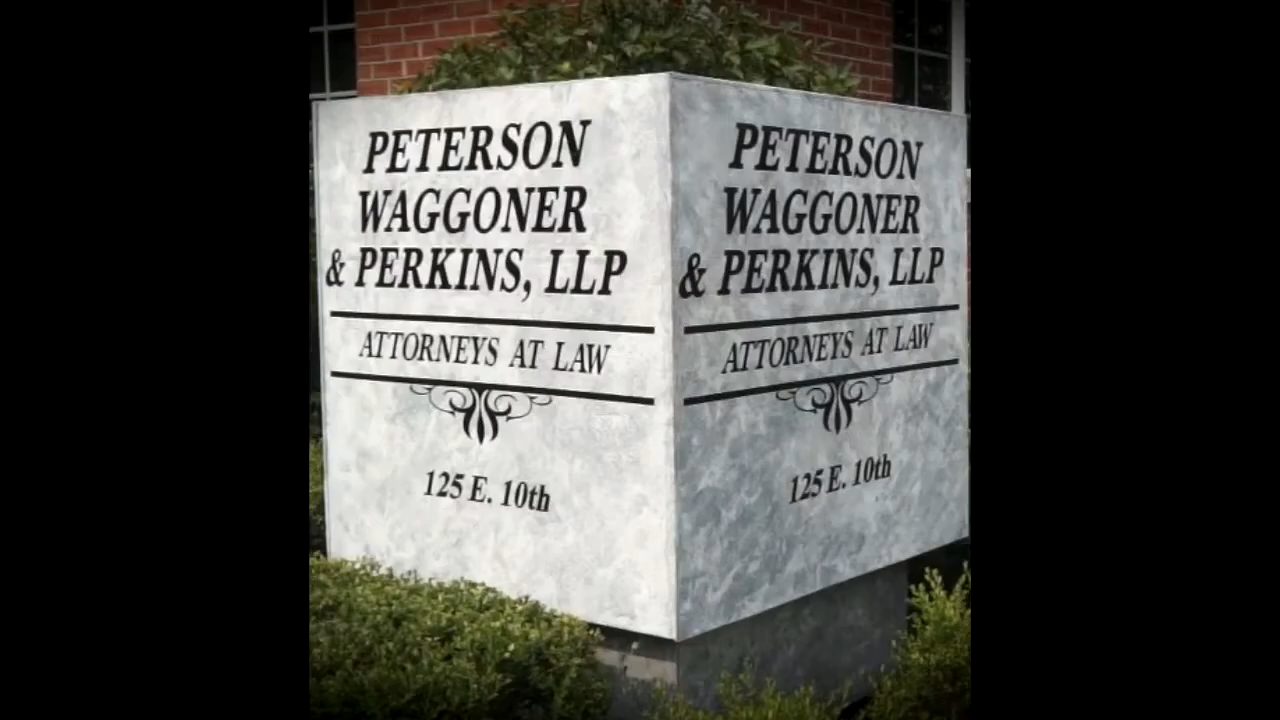 PETERSON
WAGGONER
& PERKINS, LLP
ATTORNEYS AT LAW
125 E. 10th
PETERSON
WAGGONER
& PERKINS, LLP
ATTORNEYS AT LAW
125 E. 10th